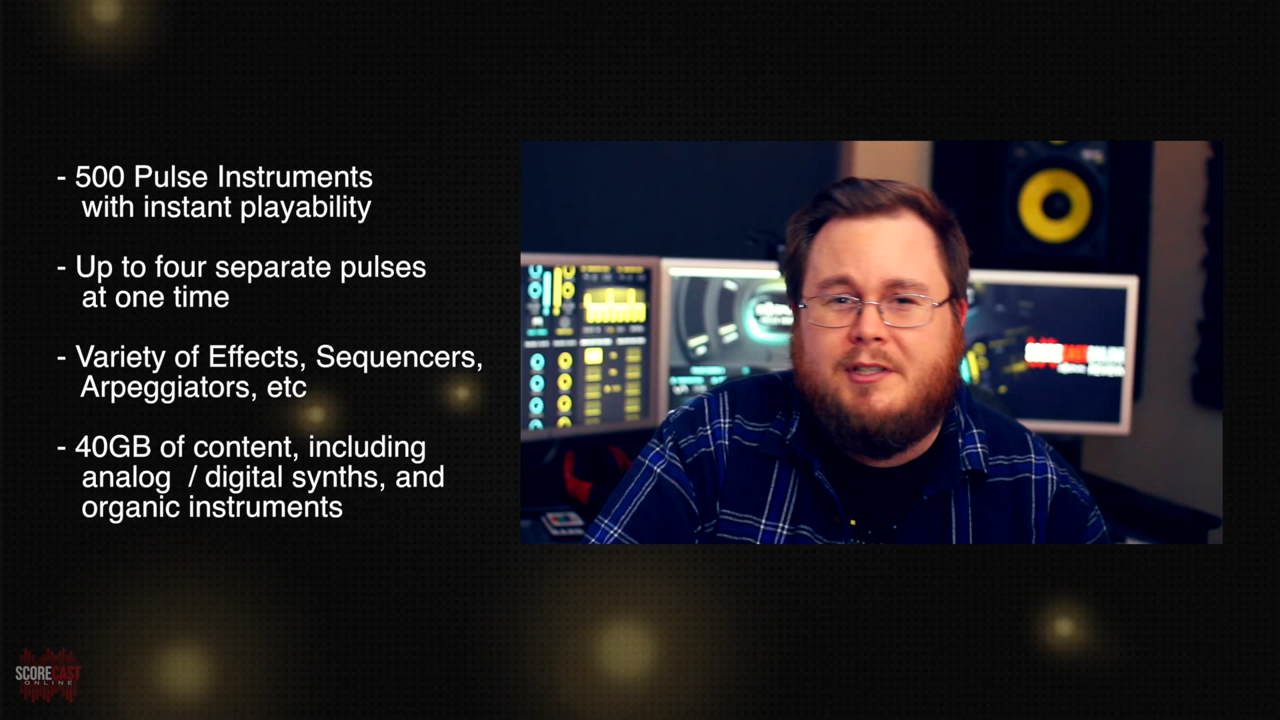 - 500 Pulse Instruments
with instant playability
- Up to four separate pulses
at one time
- Variety of Effects, Sequencers,
Arpeggiators, etc
- 40GB of content, including
analog / digital synths, and
organic instruments
SCORECAST
ONLINE